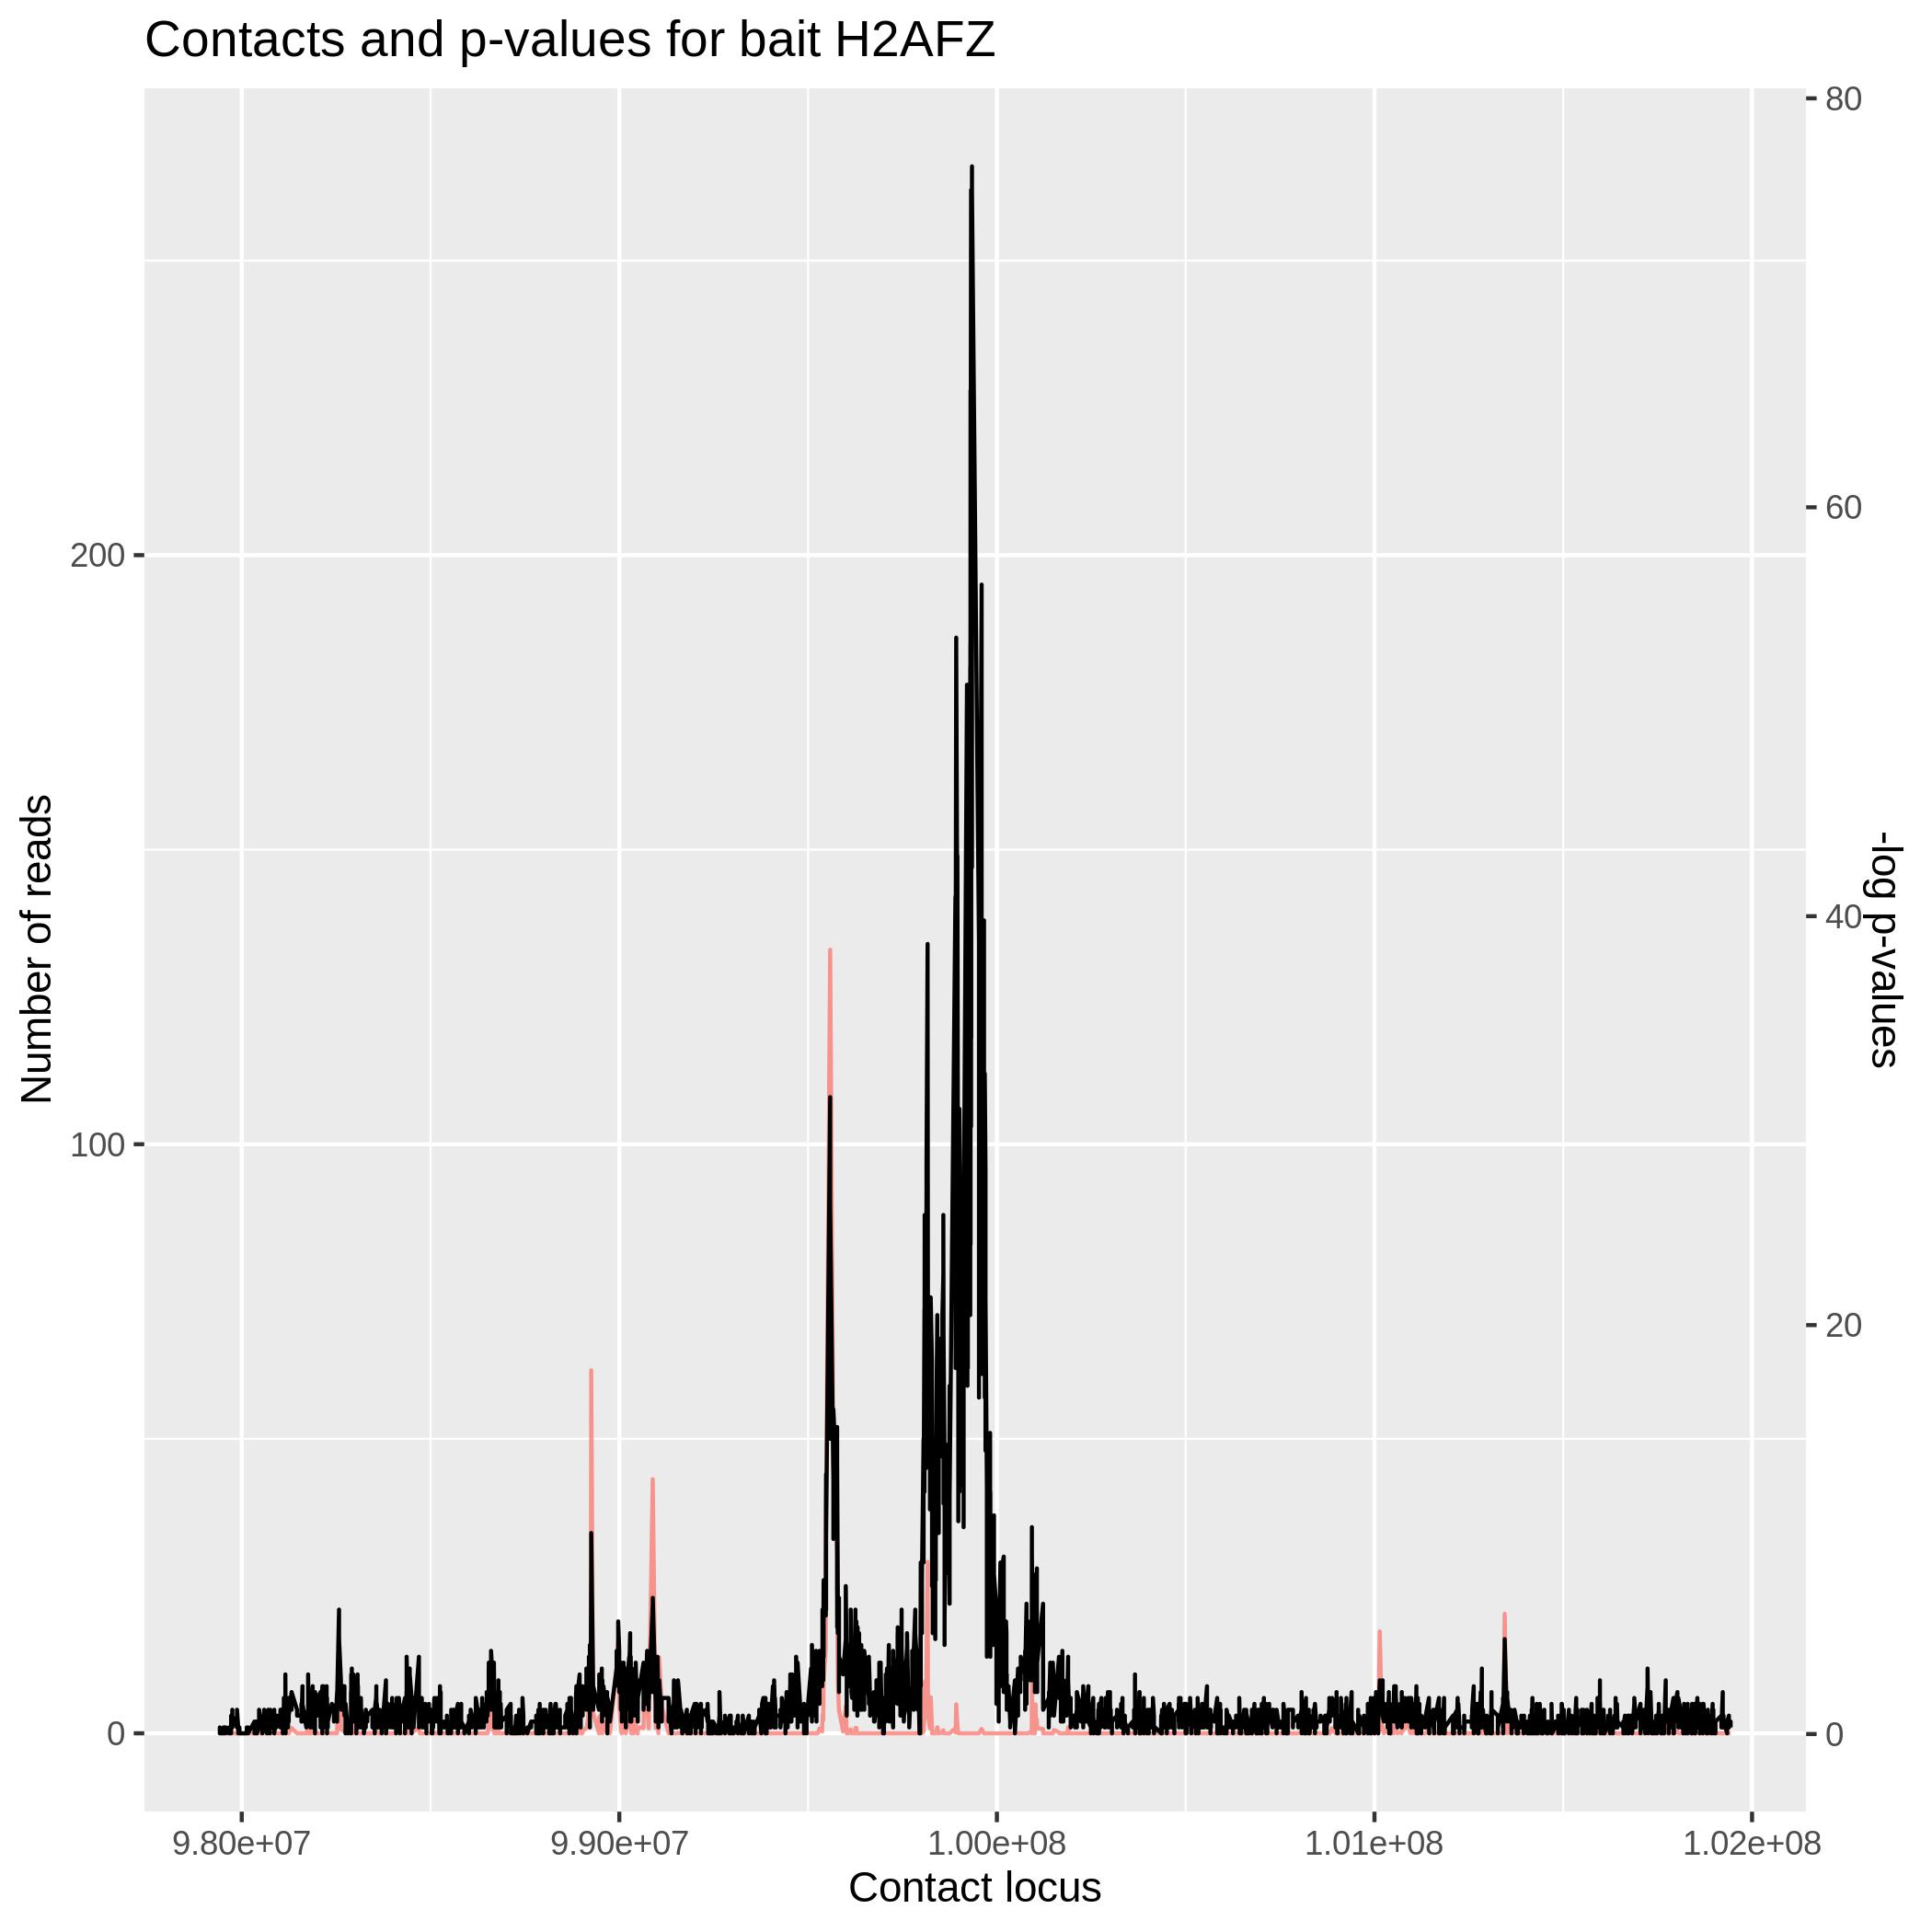 Contacts and p-values for bait H2AFZ
Number of reads
200
100
0
80
60
40
20
0
-log p-values
9.80e+07 9.90e+07 1.00e+08 1.01e+08 1.02e+08
Contact locus